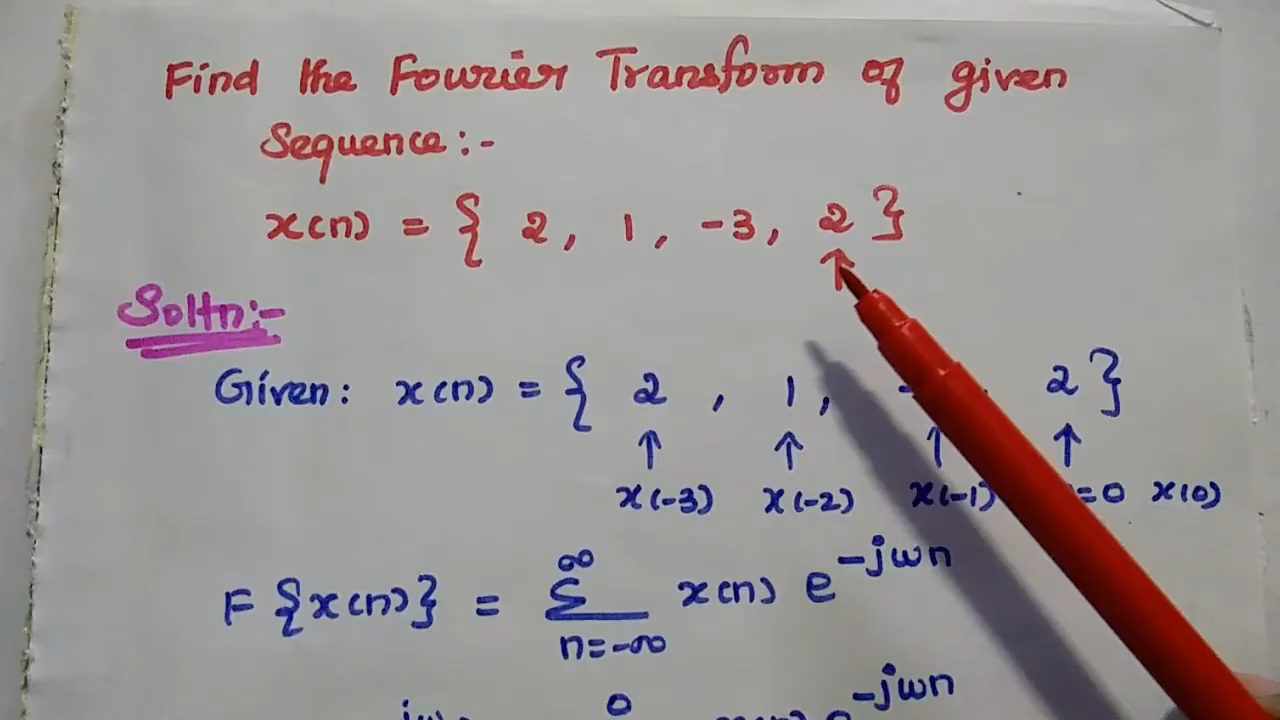 Find the Fourier Transform of given
Sequence:-
x(n) = { 2, 1, -3, 2 }
↑
Soltn:-
Given: x(n) = { 2 , 1, - , 2 }
↑ ↑ ↑ ↑
x(-3) x(-2) x(-1) =0 x(0)
F{x(n)} = ∞ Σ n=-∞ x(n) e^-jωn
jω 0 x(n) e^-jωn